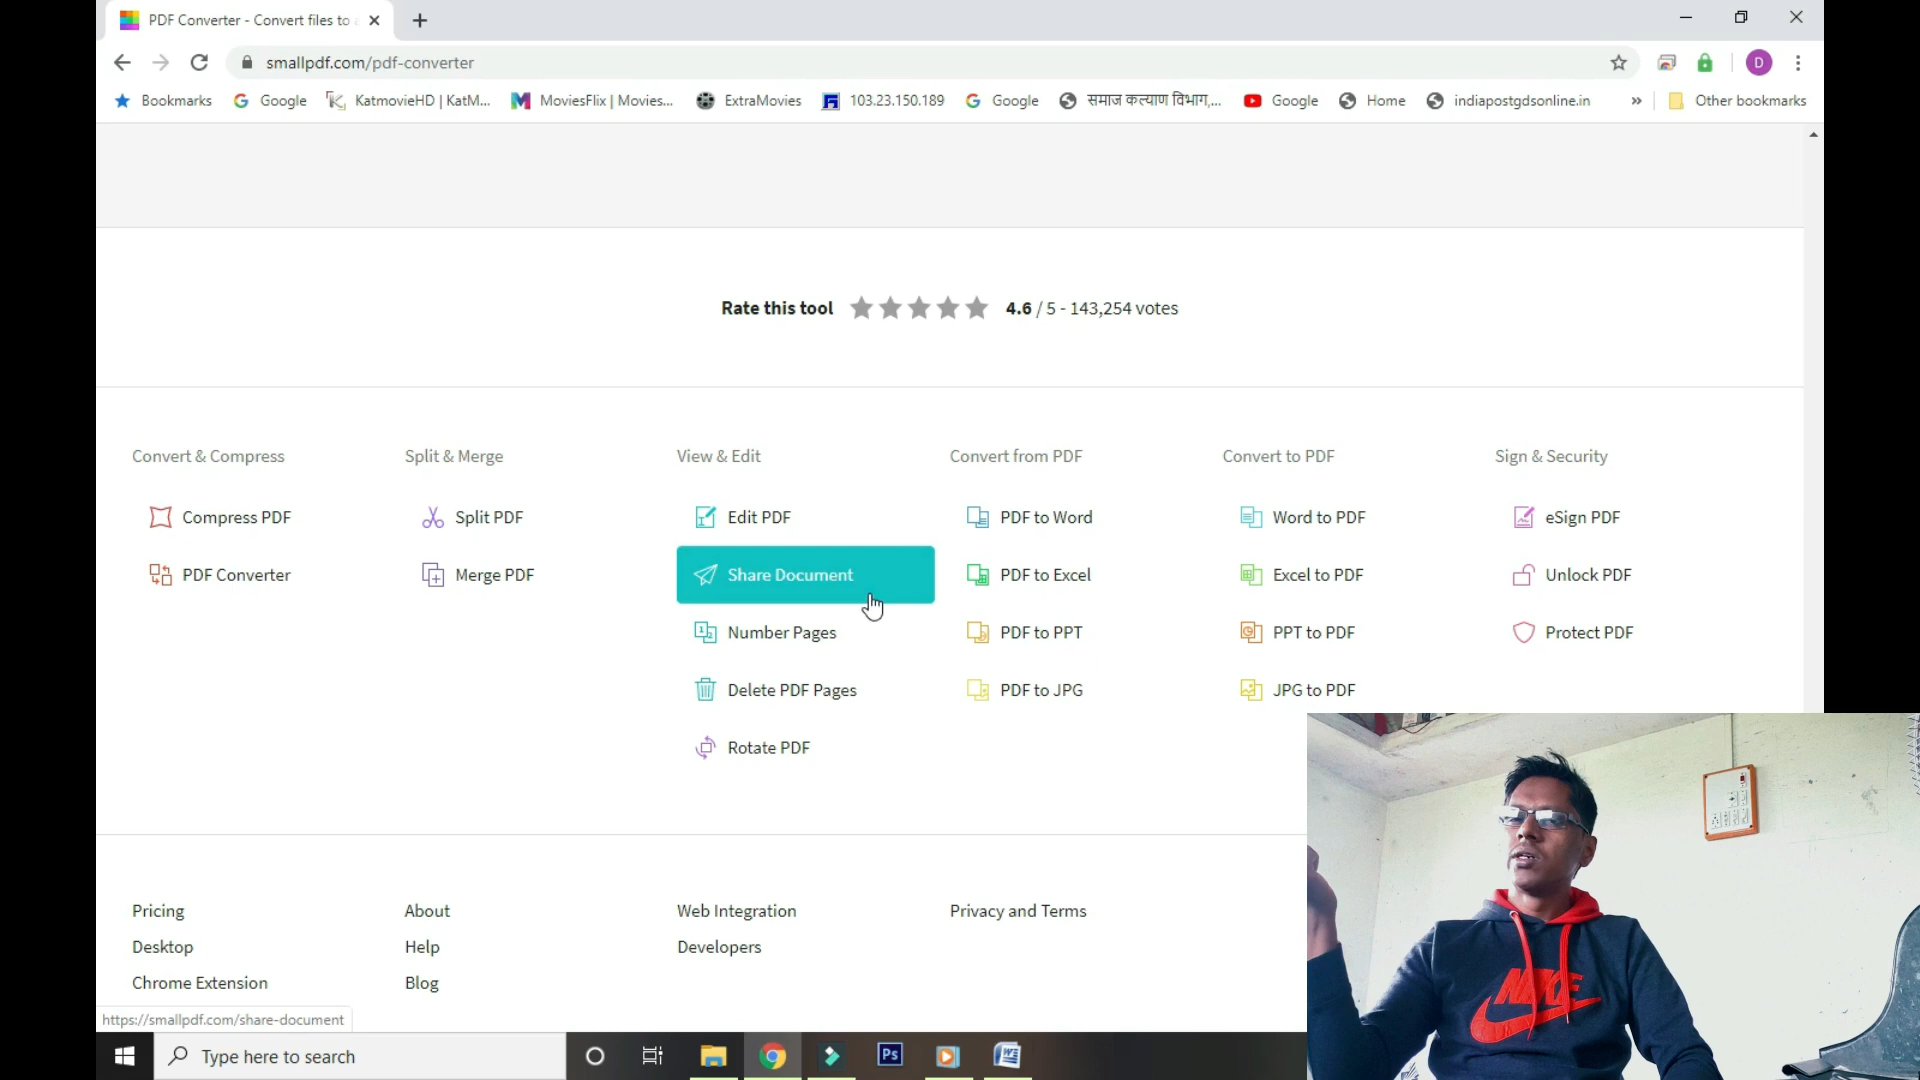 PDF Converter - Convert files to
smallpdf.com/pdf-converter
D
Bookmarks
Google
KatmovieHD | KatM...
MoviesFlix | Movies...
ExtraMovies
103.23.150.189
Google
समाज कल्याण विभाग,...
Google
Home
indiapostgdsonline.in
Other bookmarks
Rate this tool 4.6 / 5 - 143,254 votes
Convert & Compress
Compress PDF
PDF Converter
Split & Merge
Split PDF
Merge PDF
View & Edit
Edit PDF
Share Document
Number Pages
Delete PDF Pages
Rotate PDF
Convert from PDF
PDF to Word
PDF to Excel
PDF to PPT
PDF to JPG
Convert to PDF
Word to PDF
Excel to PDF
PPT to PDF
JPG to PDF
Sign & Security
eSign PDF
Unlock PDF
Protect PDF
Pricing
Desktop
Chrome Extension
About
Help
Blog
Web Integration
Developers
Privacy and Terms
https://smallpdf.com/share-document
Type here to search
Ps
W
NIKE